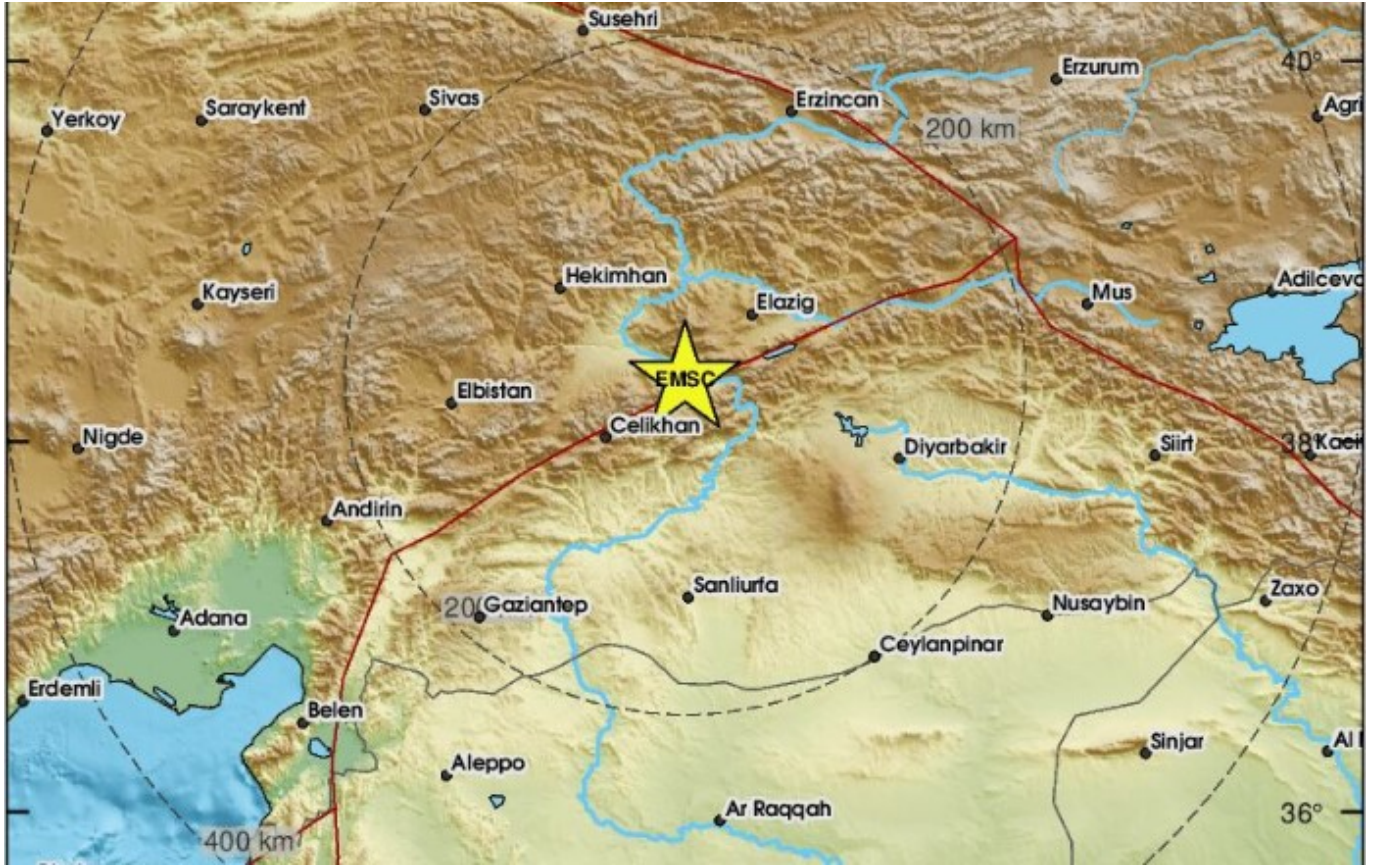 Susehri
Erzurum
40°
Erzincan
Sivas
Saraykent
Agri
Yerkoy
200 km
Hekimhan
Adilceva
Kayseri
Mus
Elazig
EMSC
Elbistan
Celikhan
Nigde
Diyarbakir
Siirt
38°
Andirin
Sanliurfa
Zaxo
Gaziantep
Nusaybin
Adana
Ceylanpinar
Erdemli
Belen
Sinjar
Aleppo
Ar Raqqah
36°
400 km